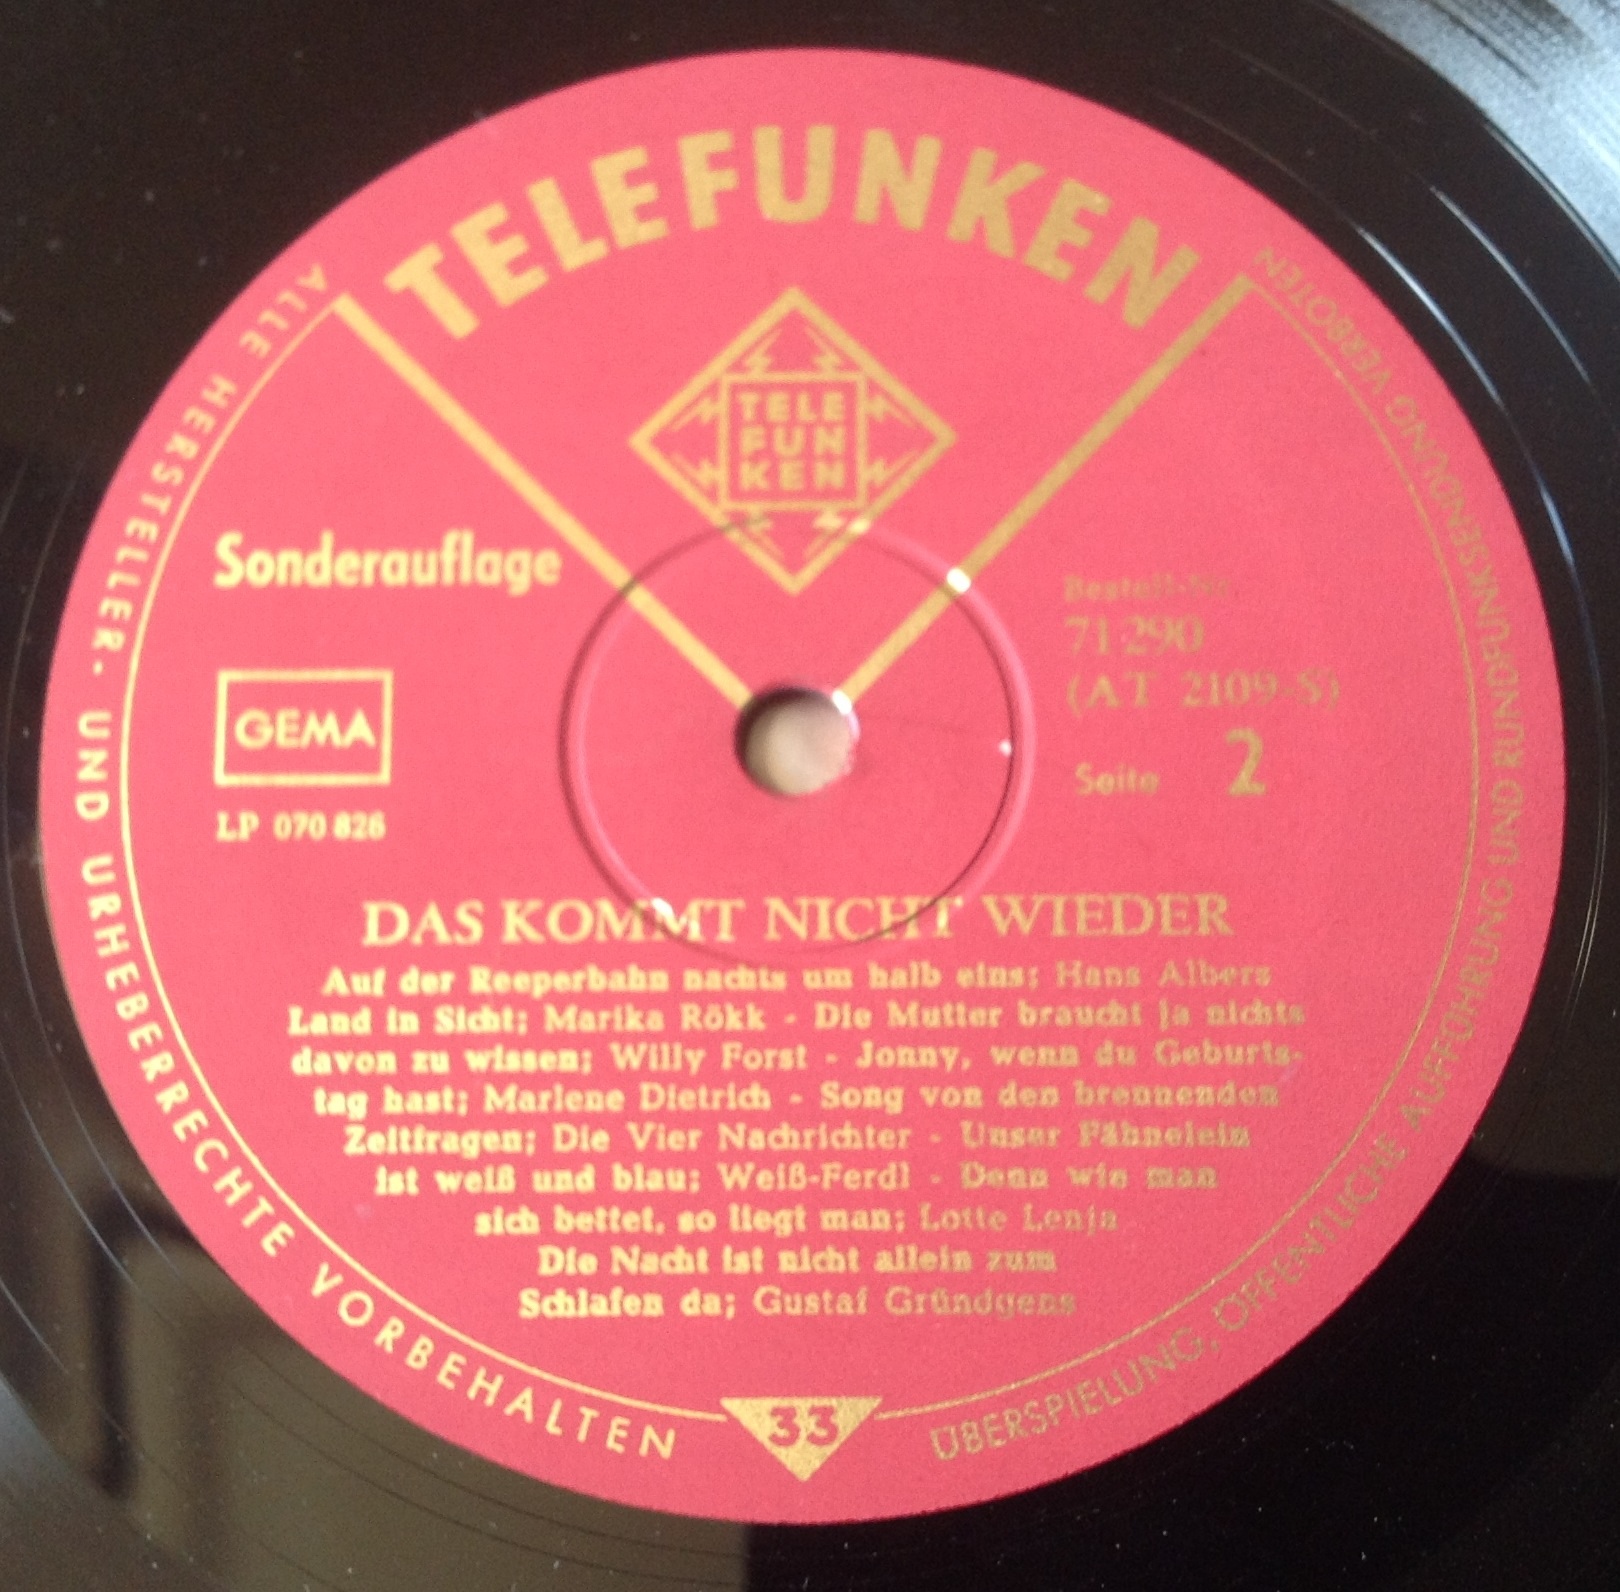 TELEFUNKEN
TELE
FUN
KEN
Sonderauflage
Bestell-Nr.
71 290
(AT 2109-S)
GEMA
Seite 2
LP 070 826
DAS KOMMT NICHT WIEDER
Auf der Reeperbahn nachts um halb eins; Hans Albers
Land in Sicht; Marika Rökk - Die Mutter braucht ja nichts
davon zu wissen; Willy Forst - Jonny, wenn du Geburts-
tag hast; Marlene Dietrich - Song von den brennenden
Zeitfragen; Die Vier Nachrichter - Unser Fähnelein
ist weiß und blau; Weiß-Ferdl - Denn wie man
sich bettet, so liegt man; Lotte Lenja
Die Nacht ist nicht allein zum
Schlafen da; Gustaf Gründgens
33
ALLE HERSTELLER- UND URHEBERRECHTE VORBEHALTEN
ÜBERSPIELUNG, ÖFFENTLICHE AUFFÜHRUNG UND RUNDFUNKSENDUNG VERBOTEN